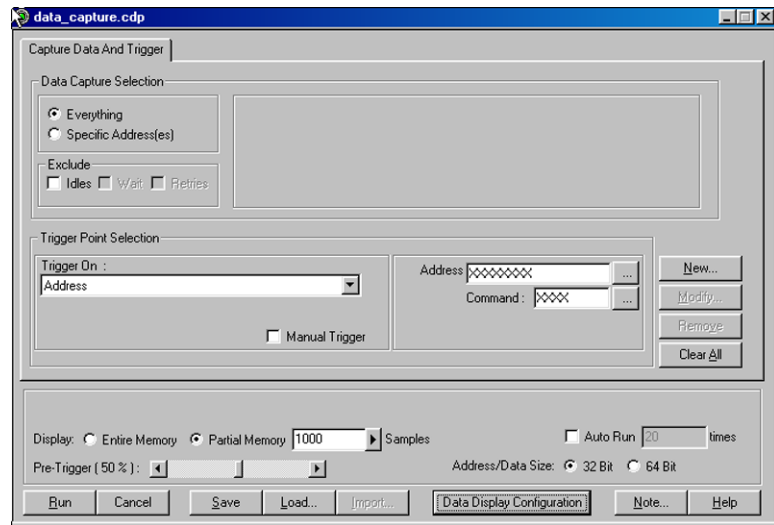 data_capture.cdp
Capture Data And Trigger
Data Capture Selection
Everything
Specific Address(es)
Exclude
Idles Wait Retries
Trigger Point Selection
Trigger On :
Address
Manual Trigger
Address XXXXXXXX ...
Command : XXXX ...
New...
Modify...
Remove
Clear All
Display: Entire Memory Partial Memory 1000 Samples
Auto Run 20 times
Pre-Trigger ( 50 % ) :
Address/Data Size: 32 Bit 64 Bit
Run Cancel Save Load... Import... Data Display Configuration Note... Help